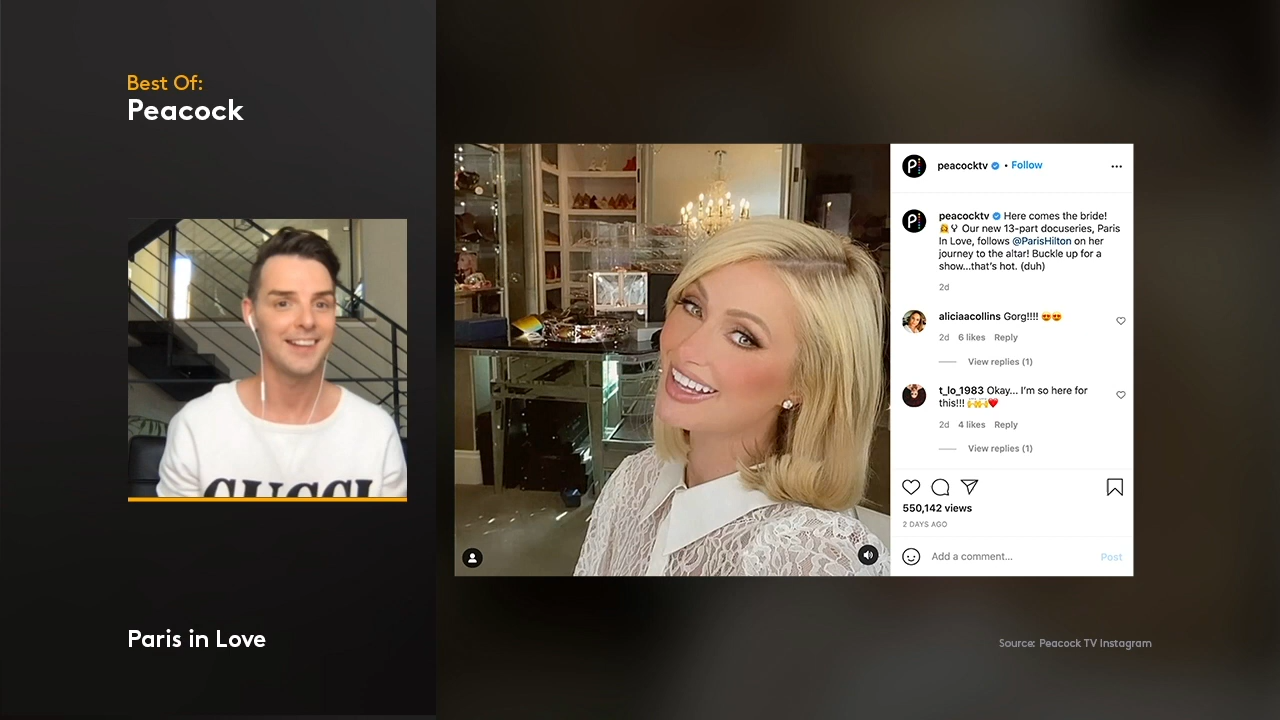 Best Of:
Peacock
GUCCI
Paris in Love
peacocktv • Follow
peacocktv Here comes the bride!
Our new 13-part docuseries, Paris
In Love, follows @ParisHilton on her
journey to the altar! Buckle up for a
show...that's hot. (duh)
2d
aliciaacollins Gorg!!!! 😍😍
2d 6 likes Reply
View replies (1)
t_lo_1983 Okay... I'm so here for
this!!! 🙌🙌❤️
2d 4 likes Reply
View replies (1)
550,142 views
2 DAYS AGO
Add a comment... Post
Source: Peacock TV Instagram